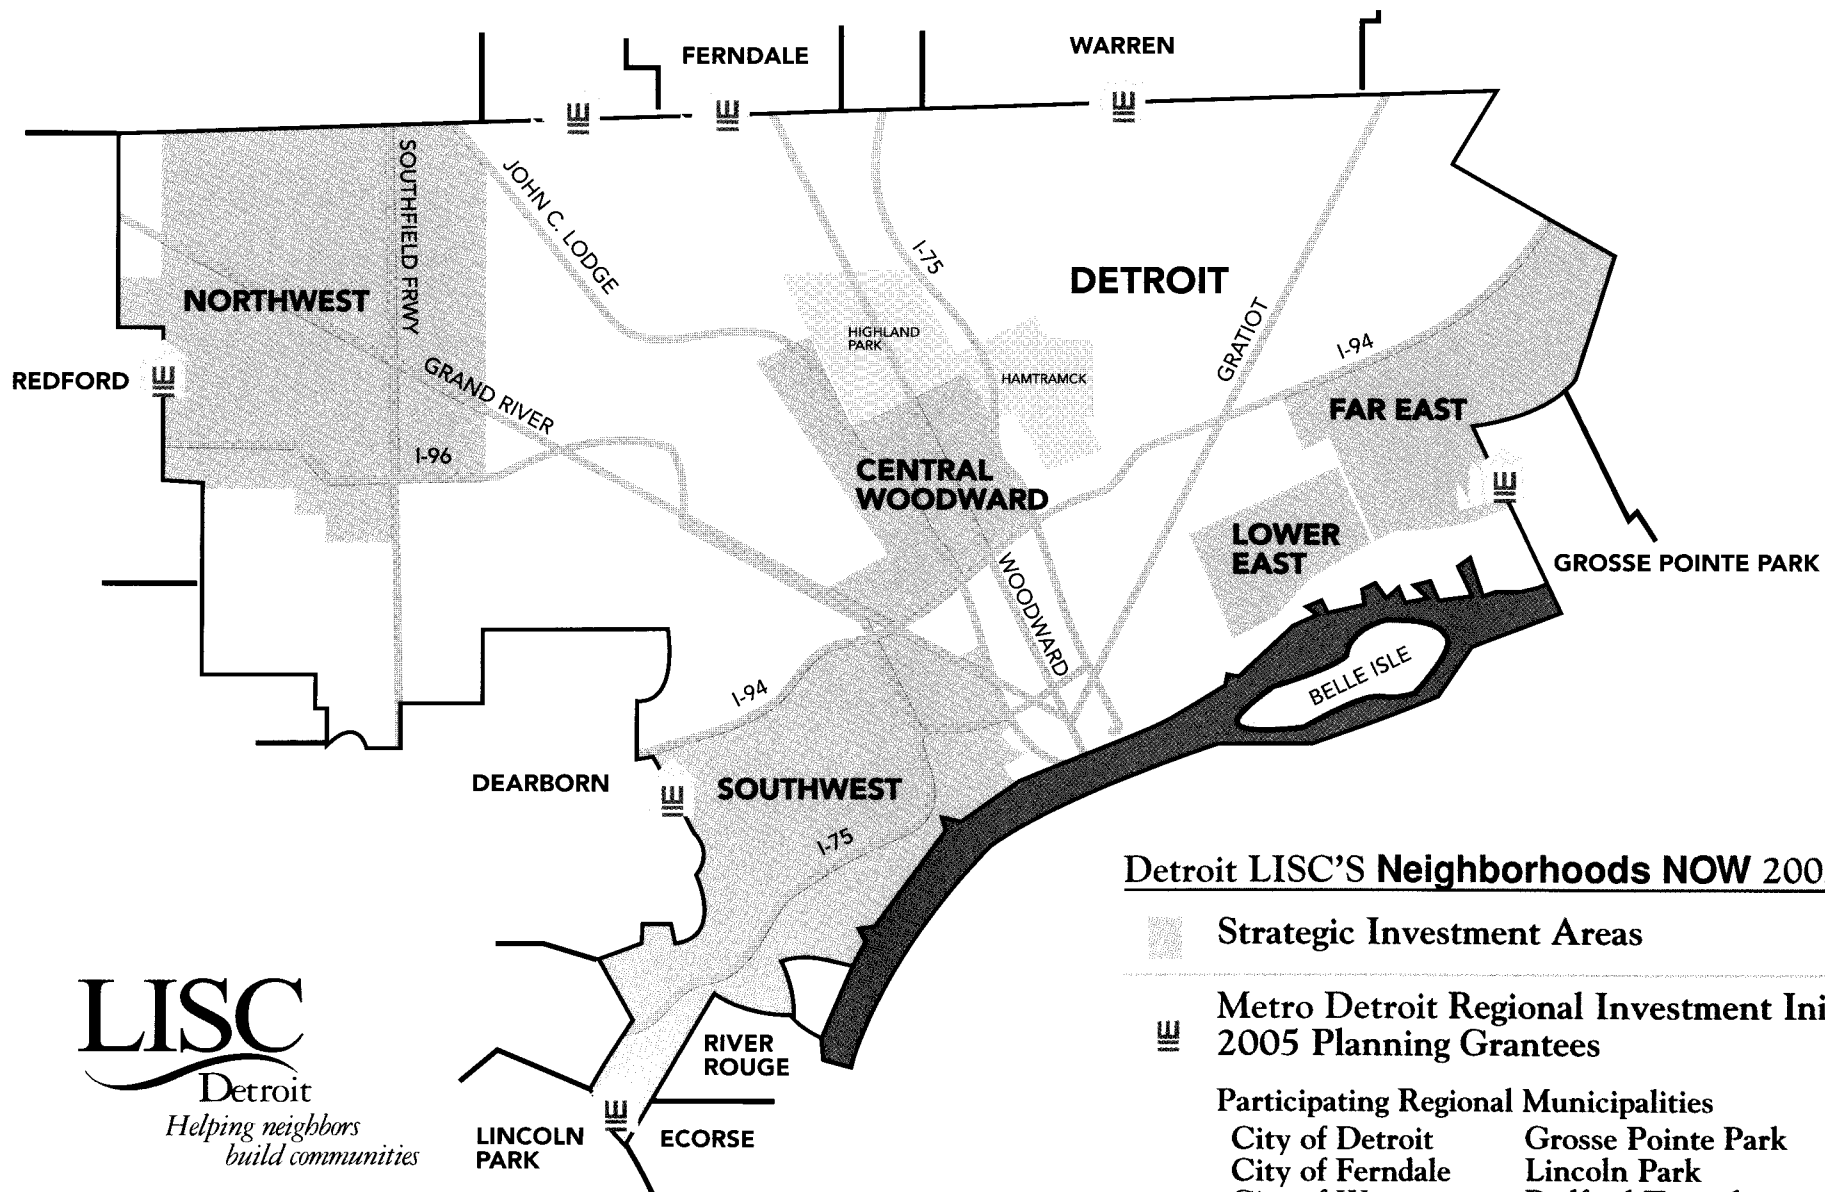 FERNDALE
WARREN
SOUTHFIELD FRWY
JOHN C. LODGE
I-75
DETROIT
NORTHWEST
HIGHLAND
PARK
GRATIOT
I-94
REDFORD
GRAND RIVER
HAMTRAMCK
FAR EAST
I-96
CENTRAL
WOODWARD
LOWER
EAST
WOODWARD
GROSSE POINTE PARK
BELLE ISLE
I-94
DEARBORN
SOUTHWEST
I-75
Detroit LISC'S Neighborhoods NOW 200
Strategic Investment Areas
Metro Detroit Regional Investment Ini
2005 Planning Grantees
Participating Regional Municipalities
City of Detroit
Grosse Pointe Park
City of Ferndale
Lincoln Park
LISC
Detroit
Helping neighbors
build communities
RIVER
ROUGE
LINCOLN
PARK
ECORSE